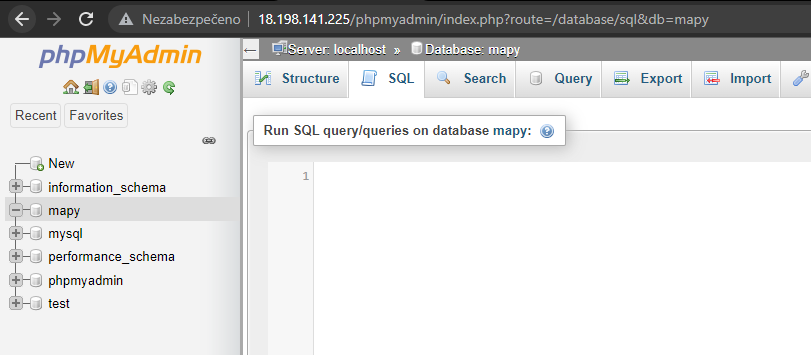 Nezabezpečeno 18.198.141.225/phpmyadmin/index.php?route=/database/sql&db=mapy
phpMyAdmin
Recent Favorites
New
information_schema
mapy
mysql
performance_schema
phpmyadmin
test
Server: localhost » Database: mapy
Structure SQL Search Query Export Import
Run SQL query/queries on database mapy:
1